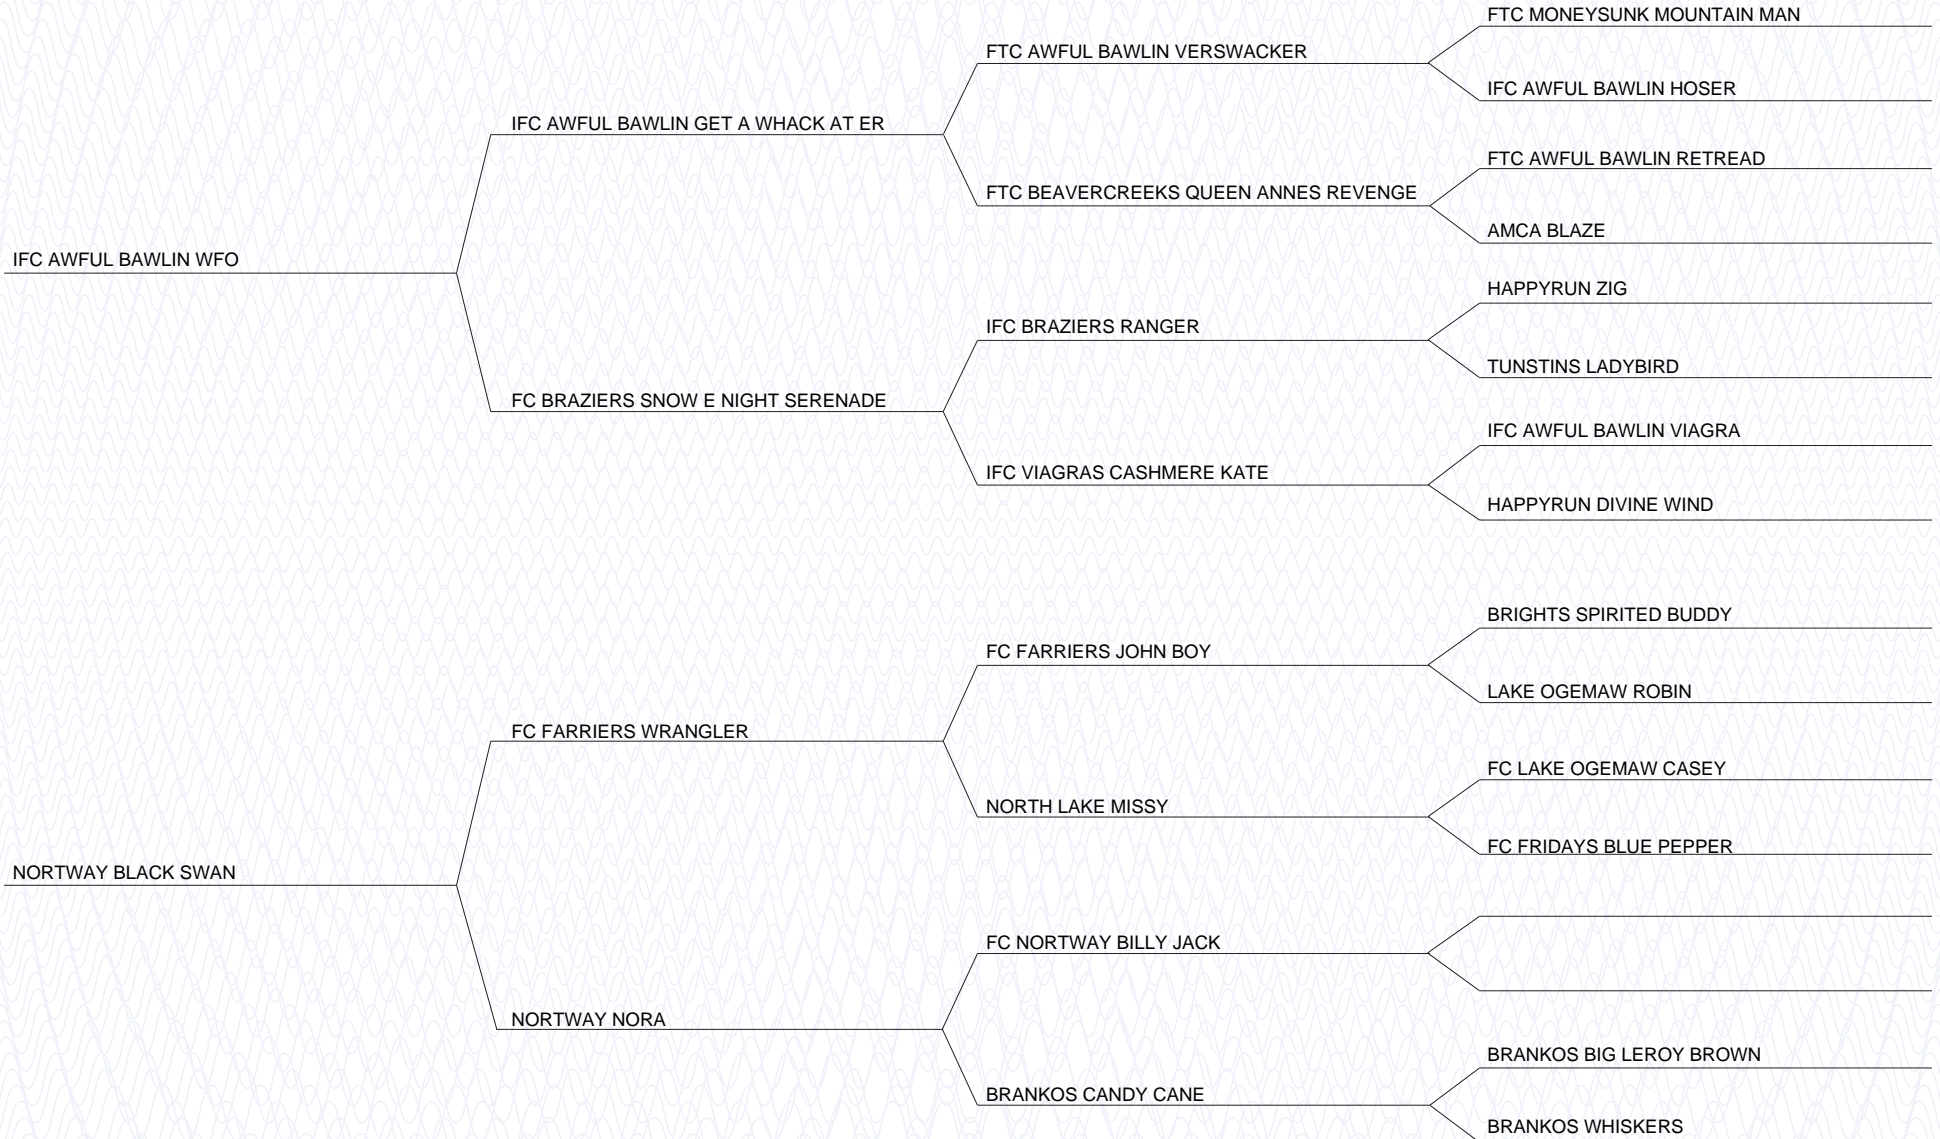 FTC MONEYSUNK MOUNTAIN MAN
FTC AWFUL BAWLIN VERSWACKER
IFC AWFUL BAWLIN HOSER
IFC AWFUL BAWLIN GET A WHACK AT ER
FTC AWFUL BAWLIN RETREAD
FTC BEAVERCREEKS QUEEN ANNES REVENGE
AMCA BLAZE
IFC AWFUL BAWLIN WFO
HAPPYRUN ZIG
IFC BRAZIERS RANGER
TUNSTINS LADYBIRD
FC BRAZIERS SNOW E NIGHT SERENADE
IFC AWFUL BAWLIN VIAGRA
IFC VIAGRAS CASHMERE KATE
HAPPYRUN DIVINE WIND
BRIGHTS SPIRITED BUDDY
FC FARRIERS JOHN BOY
LAKE OGEMAW ROBIN
FC FARRIERS WRANGLER
FC LAKE OGEMAW CASEY
NORTH LAKE MISSY
FC FRIDAYS BLUE PEPPER
NORTWAY BLACK SWAN
FC NORTWAY BILLY JACK
NORTWAY NORA
BRANKOS BIG LEROY BROWN
BRANKOS CANDY CANE
BRANKOS WHISKERS